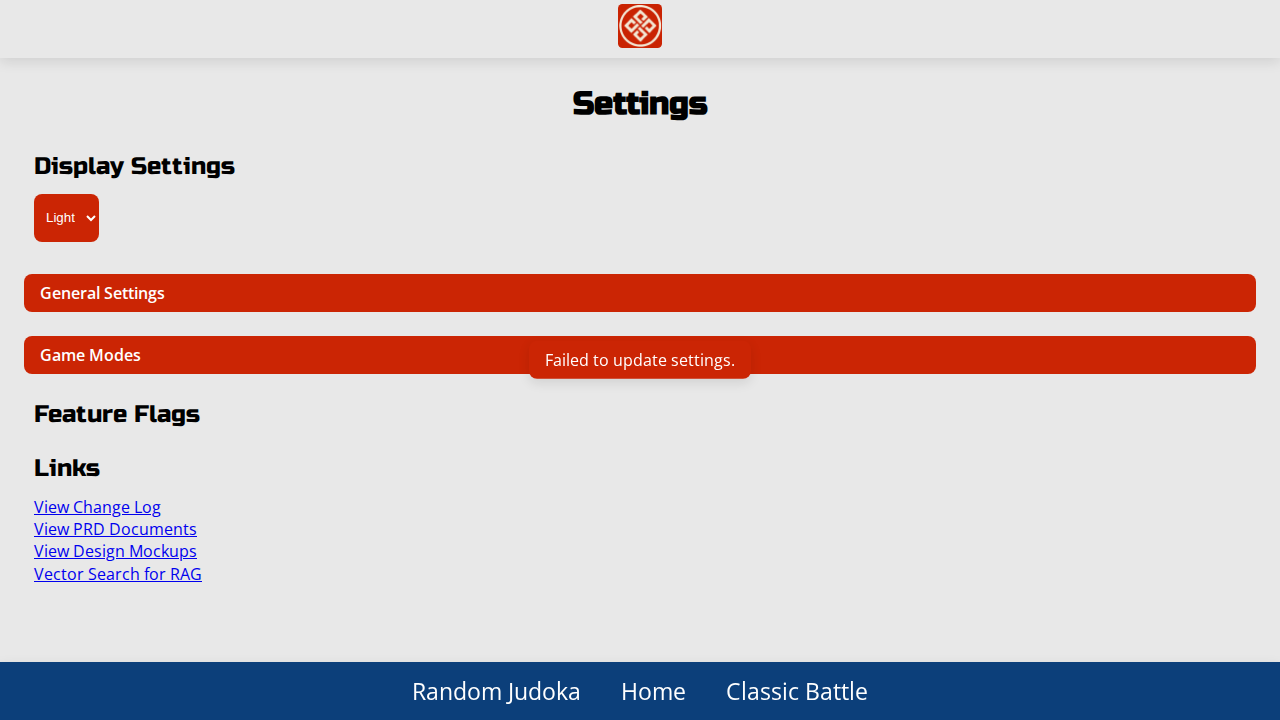 Settings
Display Settings
Light
General Settings
Game Modes
Failed to update settings.
Feature Flags
Links
View Change Log
View PRD Documents
View Design Mockups
Vector Search for RAG
Random Judoka Home Classic Battle